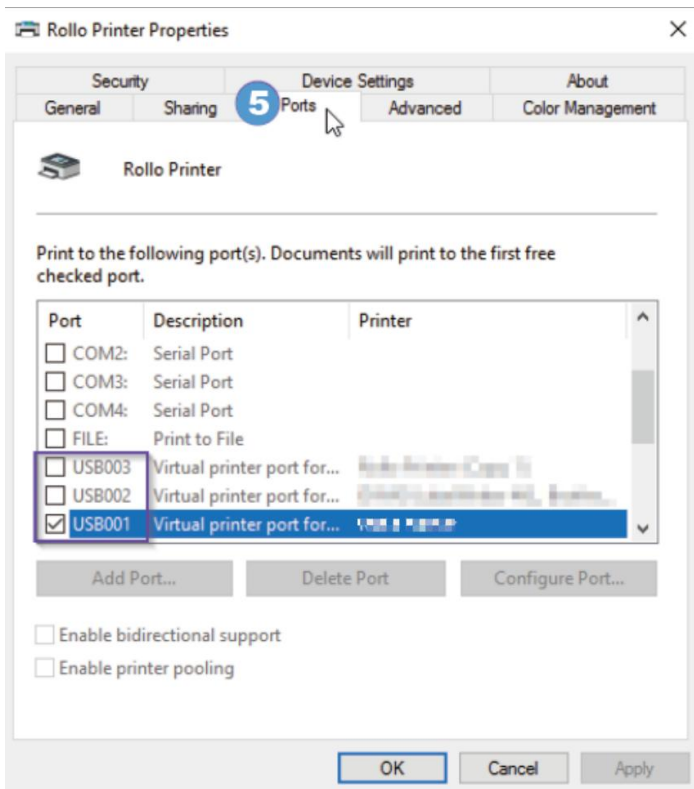 Rollo Printer Properties
Security Device Settings About
General Sharing 5 Ports Advanced Color Management
Rollo Printer
Print to the following port(s). Documents will print to the first free
checked port.
Port Description Printer
COM2: Serial Port
COM3: Serial Port
COM4: Serial Port
FILE: Print to File
USB003 Virtual printer port for...
USB002 Virtual printer port for...
USB001 Virtual printer port for...
Add Port... Delete Port Configure Port...
Enable bidirectional support
Enable printer pooling
OK Cancel Apply